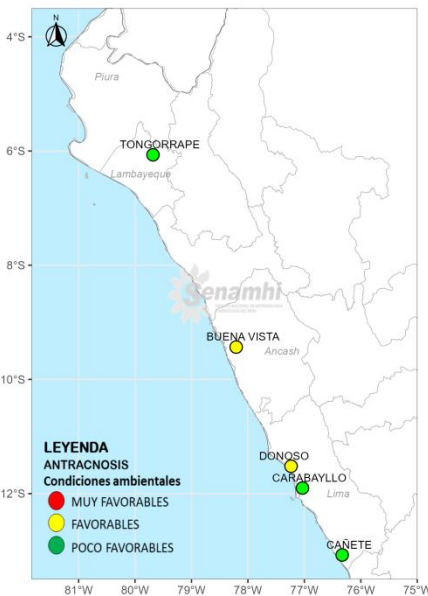 N
4°S
Piura
TONGORRAPE
6°S
Lambayeque
8°S
Senamhi
BUENA VISTA
Ancash
10°S
DONOSO
CARABAYLLO
12°S
Lima
CAÑETE
LEYENDA
ANTRACNOSIS
Condiciones ambientales
MUY FAVORABLES
FAVORABLES
POCO FAVORABLES
81°W 80°W 79°W 78°W 77°W 76°W 75°W